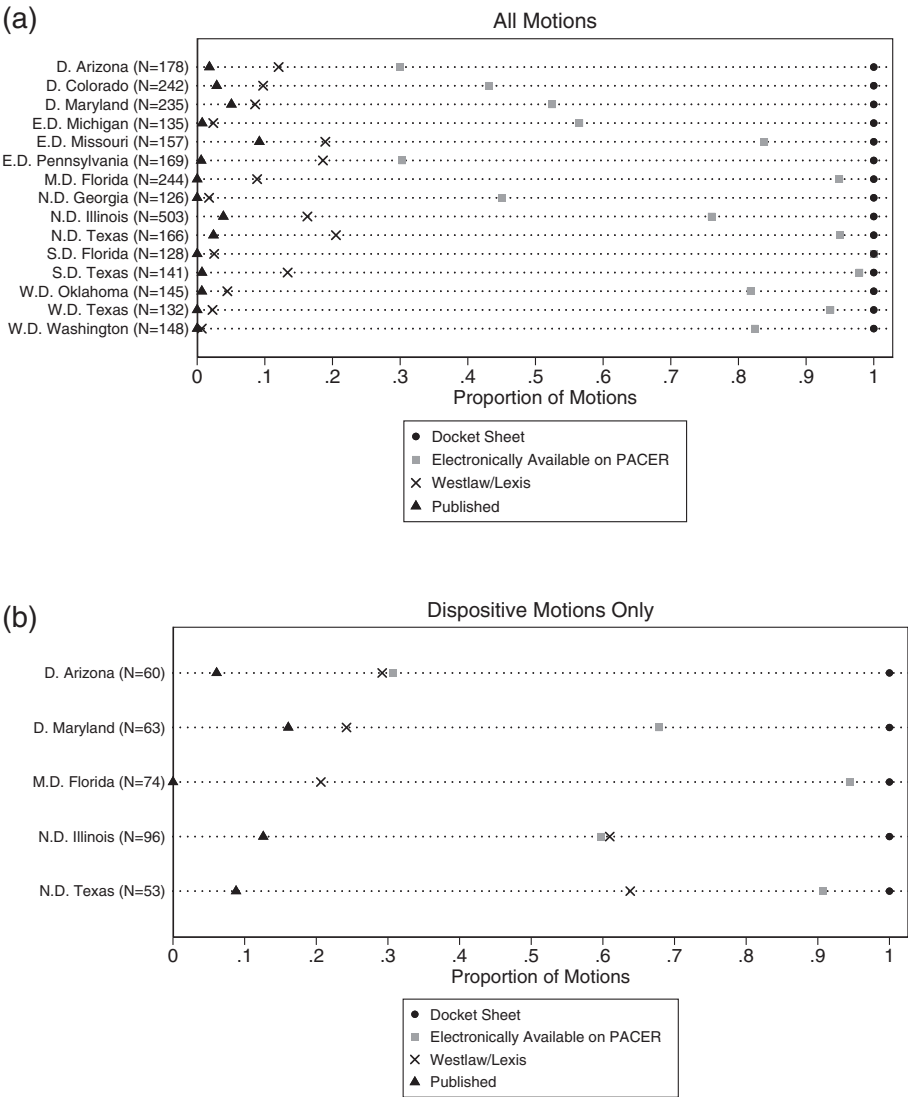 (a)
All Motions
D. Arizona (N=178)
D. Colorado (N=242)
D. Maryland (N=235)
E.D. Michigan (N=135)
E.D. Missouri (N=157)
E.D. Pennsylvania (N=169)
M.D. Florida (N=244)
N.D. Georgia (N=126)
N.D. Illinois (N=503)
N.D. Texas (N=166)
S.D. Florida (N=128)
S.D. Texas (N=141)
W.D. Oklahoma (N=145)
W.D. Texas (N=132)
W.D. Washington (N=148)
0 .1 .2 .3 .4 .5 .6 .7 .8 .9 1
Proportion of Motions
Docket Sheet
Electronically Available on PACER
Westlaw/Lexis
Published
(b)
Dispositive Motions Only
D. Arizona (N=60)
D. Maryland (N=63)
M.D. Florida (N=74)
N.D. Illinois (N=96)
N.D. Texas (N=53)
0 .1 .2 .3 .4 .5 .6 .7 .8 .9 1
Proportion of Motions
Docket Sheet
Electronically Available on PACER
Westlaw/Lexis
Published